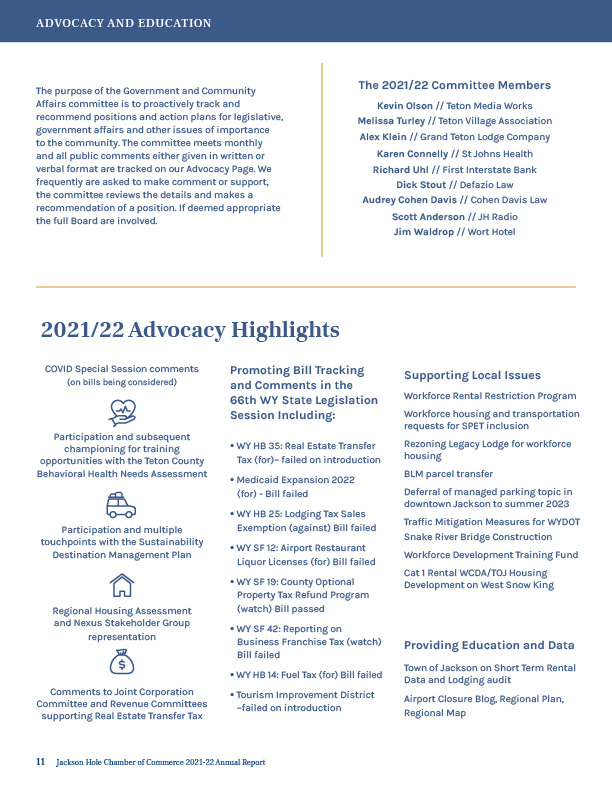 ADVOCACY AND EDUCATION
The purpose of the Government and Community
Affairs committee is to proactively track and
recommend positions and action plans for legislative,
government affairs and other issues of importance
to the community. The committee meets monthly
and all public comments either given in written or
verbal format are tracked on our Advocacy Page. We
frequently are asked to make comment or support,
the committee reviews the details and makes a
recommendation of a position. If deemed appropriate
the full Board are involved.
The 2021/22 Committee Members
Kevin Olson // Teton Media Works
Melissa Turley // Teton Village Association
Alex Klein // Grand Teton Lodge Company
Karen Connelly // St Johns Health
Richard Uhl // First Interstate Bank
Dick Stout // Defazio Law
Audrey Cohen Davis // Cohen Davis Law
Scott Anderson // JH Radio
Jim Waldrop // Wort Hotel
2021/22 Advocacy Highlights
COVID Special Session comments
(on bills being considered)
Participation and subsequent
championing for training
opportunities with the Teton County
Behavioral Health Needs Assessment
Participation and multiple
touchpoints with the Sustainability
Destination Management Plan
Regional Housing Assessment
and Nexus Stakeholder Group
representation
$
Comments to Joint Corporation
Committee and Revenue Committees
supporting Real Estate Transfer Tax
Promoting Bill Tracking
and Comments in the
66th WY State Legislation
Session Including:
▪ WY HB 35: Real Estate Transfer
Tax (for)– failed on introduction
▪ Medicaid Expansion 2022
(for) - Bill failed
▪ WY HB 25: Lodging Tax Sales
Exemption (against) Bill failed
▪ WY SF 12: Airport Restaurant
Liquor Licenses (for) Bill failed
▪ WY SF 19: County Optional
Property Tax Refund Program
(watch) Bill passed
▪ WY SF 42: Reporting on
Business Franchise Tax (watch)
Bill failed
▪ WY HB 14: Fuel Tax (for) Bill failed
▪ Tourism Improvement District
–failed on introduction
Supporting Local Issues
Workforce Rental Restriction Program
Workforce housing and transportation
requests for SPET inclusion
Rezoning Legacy Lodge for workforce
housing
BLM parcel transfer
Deferral of managed parking topic in
downtown Jackson to summer 2023
Traffic Mitigation Measures for WYDOT
Snake River Bridge Construction
Workforce Development Training Fund
Cat 1 Rental WCDA/TOJ Housing
Development on West Snow King
Providing Education and Data
Town of Jackson on Short Term Rental
Data and Lodging audit
Airport Closure Blog, Regional Plan,
Regional Map
11 Jackson Hole Chamber of Commerce 2021-22 Annual Report